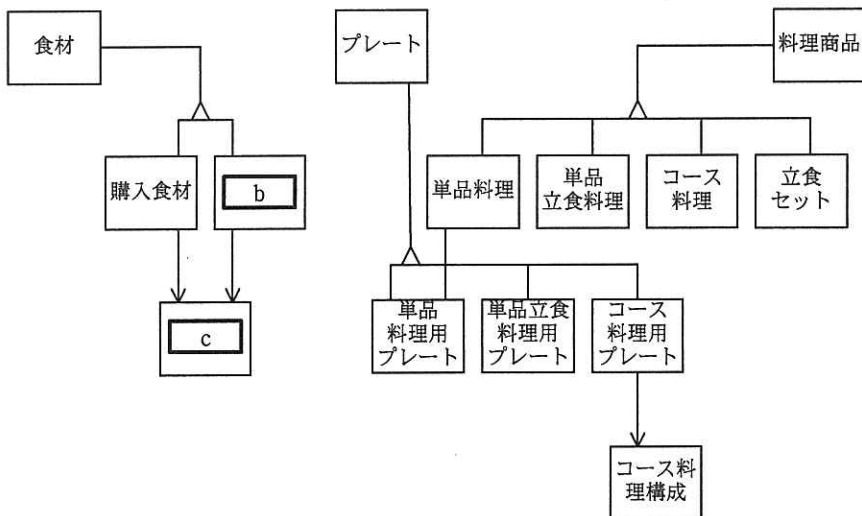 食材
プレート
料理商品
購入食材
b
単品料理
単品
立食料理
コース
料理
立食
セット
c
単品
料理用
プレート
単品立食
料理用
プレート
コース
料理用
プレート
コース料
理構成